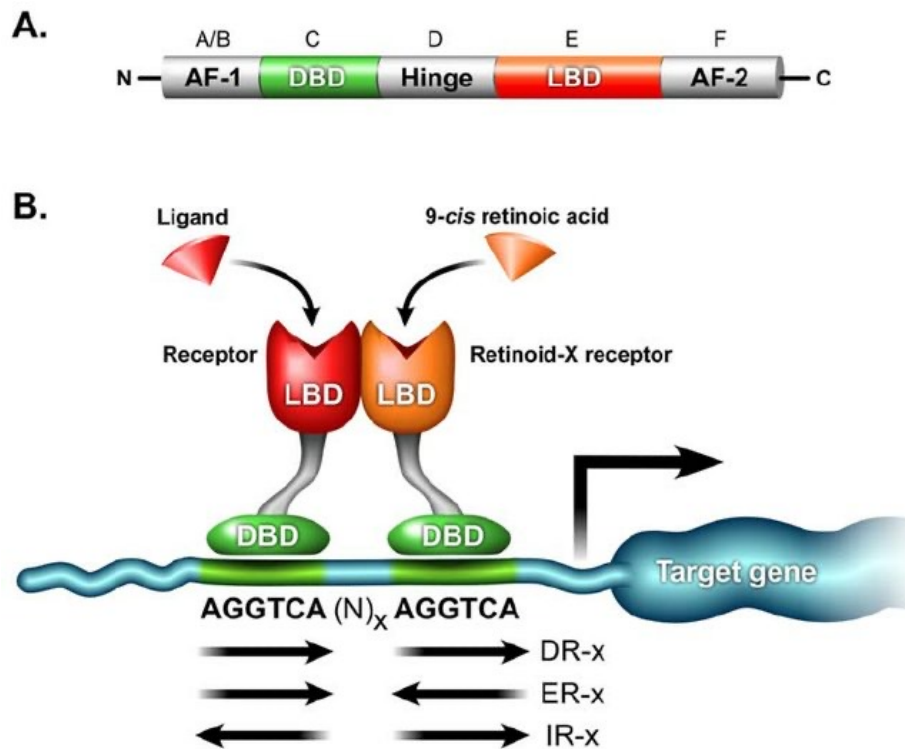 A.
A/B C D E F
N AF-1 DBD Hinge LBD AF-2 C
B.
Ligand
9-cis retinoic acid
Receptor
Retinoid-X receptor
LBD LBD
DBD DBD
Target gene
AGGTCA (N)x AGGTCA
DR-x
ER-x
IR-x